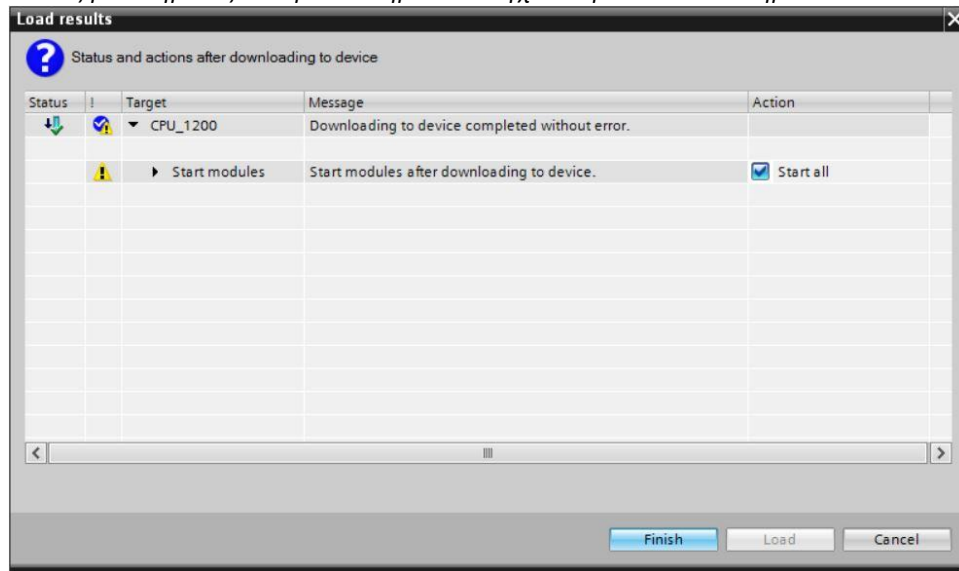 Load results
Status and actions after downloading to device
Status ! Target Message Action
CPU_1200 Downloading to device completed without error.
Start modules Start modules after downloading to device. Start all
Finish Load Cancel